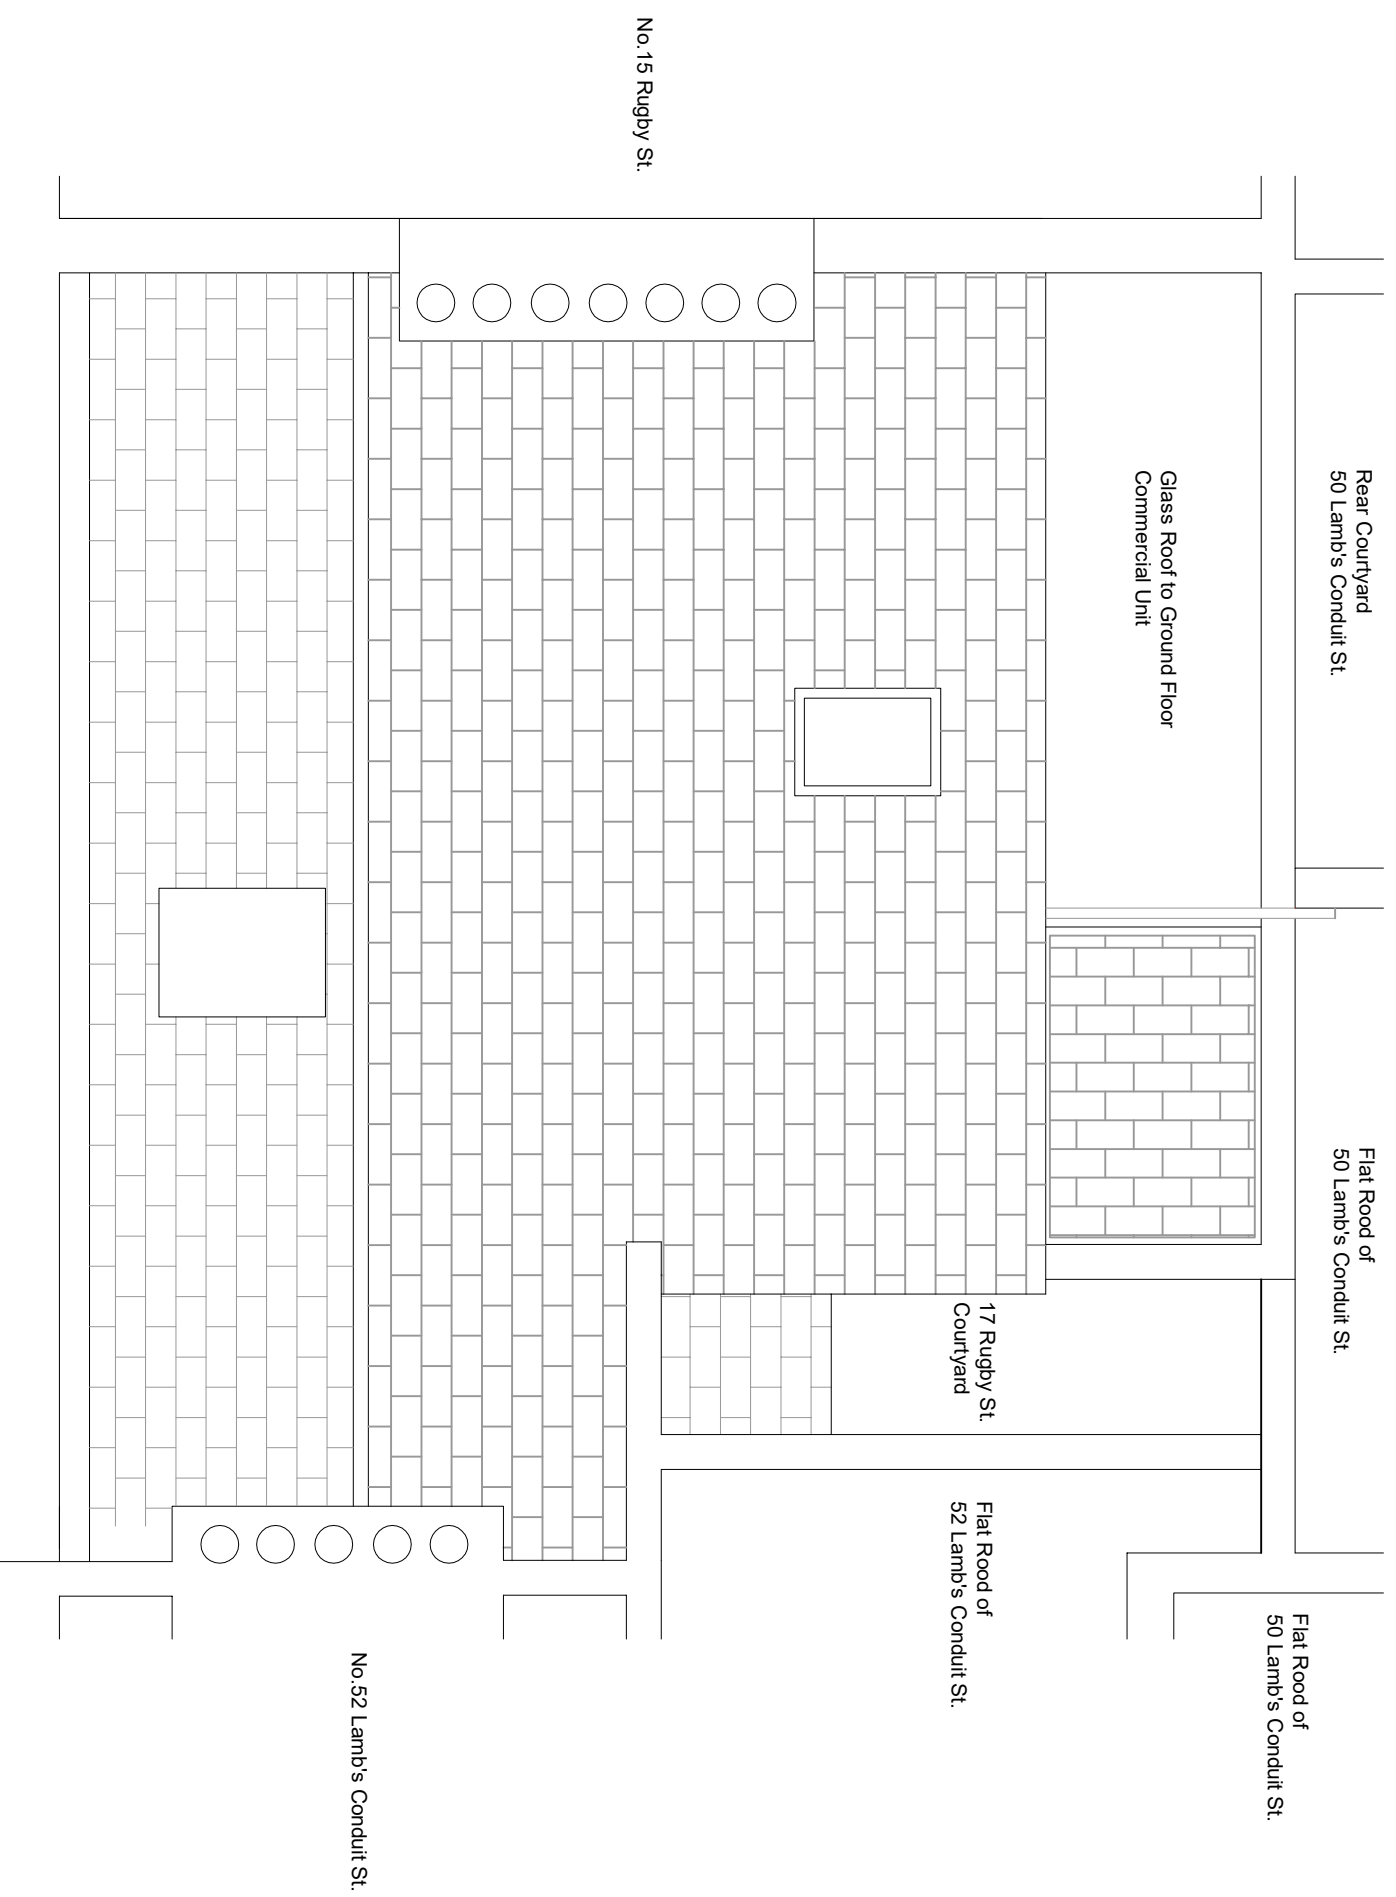 No.15 Rugby St.
Rear Courtyard
50 Lamb's Conduit St.
Glass Roof to Ground Floor
Commercial Unit
Flat Rood of
50 Lamb's Conduit St.
17 Rugby St.
Courtyard
Flat Rood of
52 Lamb's Conduit St.
Flat Rood of
50 Lamb's Conduit St.
No.52 Lamb's Conduit St.